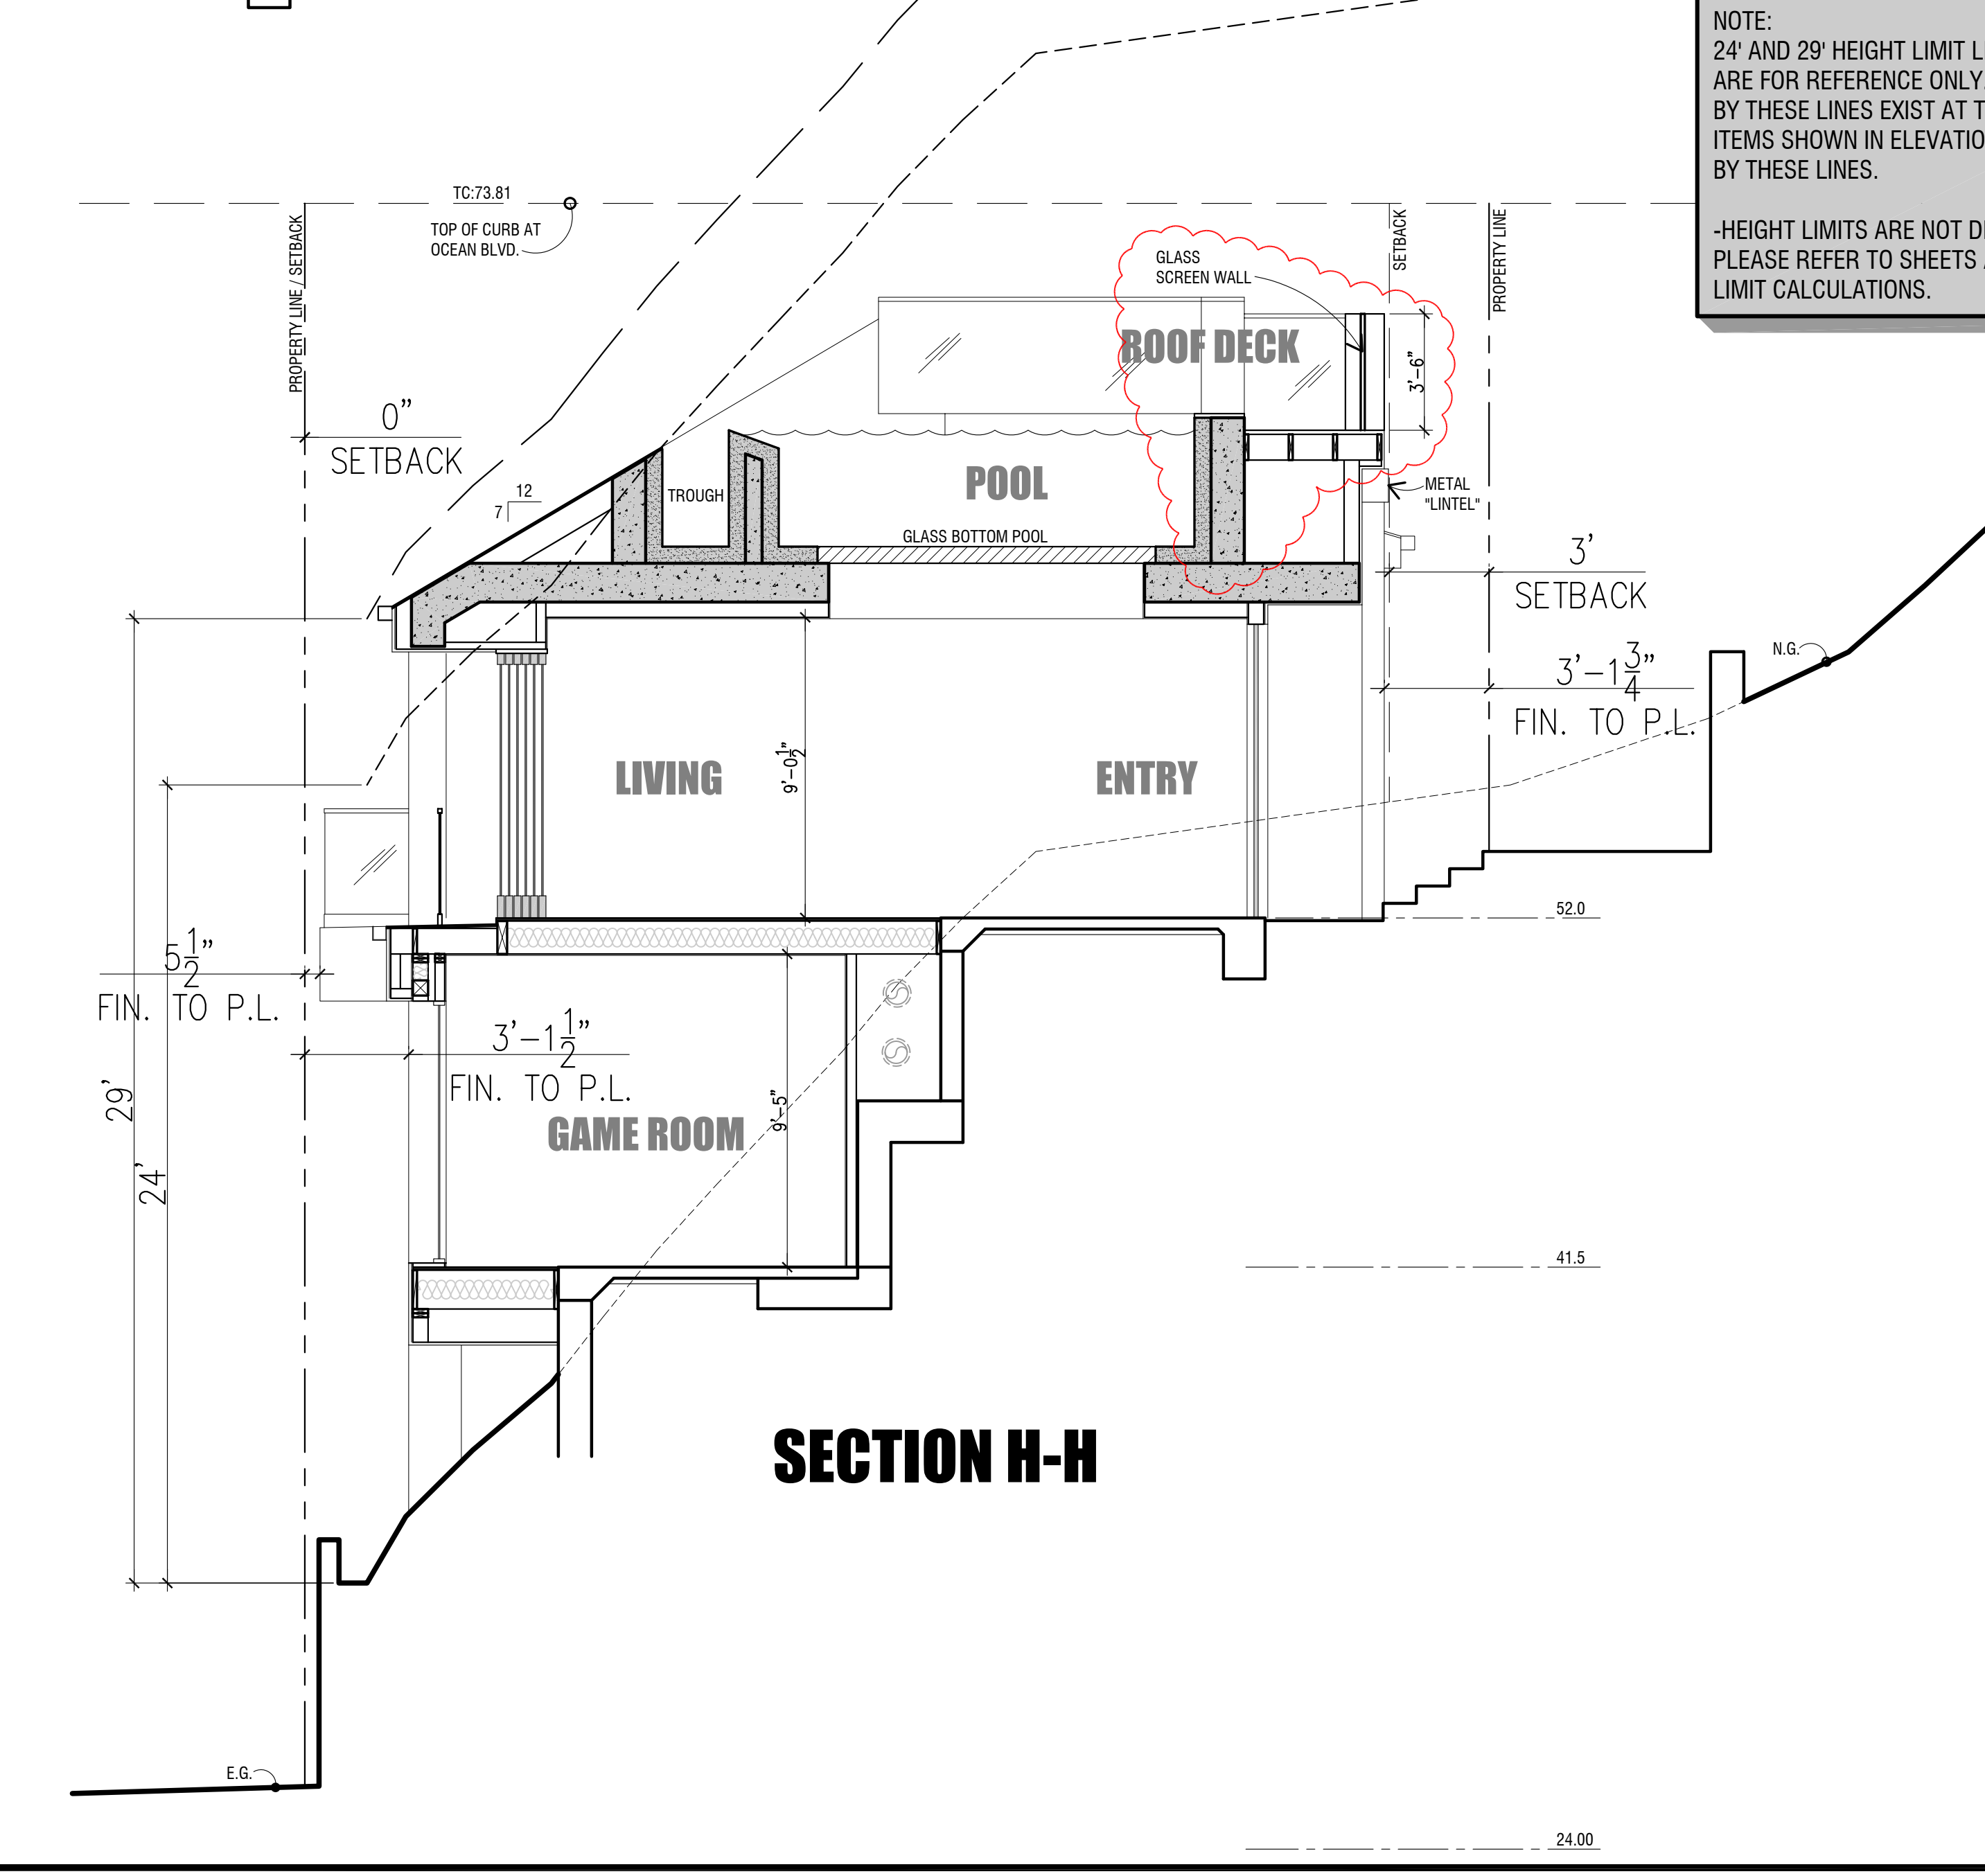 NOTE:
24' AND 29' HEIGHT LIMIT
ARE FOR REFERENCE ONLY.
BY THESE LINES EXIST AT
ITEMS SHOWN IN
BY THESE LINES.
-HEIGHT LIMITS ARE NOT
PLEASE REFER TO SHEETS
LIMIT CALCULATIONS.
TC:73.81
TOP OF CURB AT
OCEAN BLVD.
PROPERTY LINE / SETBACK
SETBACK
PROPERTY LINE
GLASS
SCREEN WALL
ROOF DECK
3'-6"
0"
SETBACK
12
7
TROUGH
POOL
GLASS BOTTOM POOL
METAL
"LINTEL"
3'
SETBACK
3'-1 3/4"
FIN. TO P.L.
N.G.
LIVING
9'-0 1/2"
ENTRY
52.0
5 1/2"
FIN. TO P.L.
3'-1 1/2"
FIN. TO P.L.
29'
24'
GAME ROOM
9'-5"
41.5
SECTION H-H
E.G.
24.00